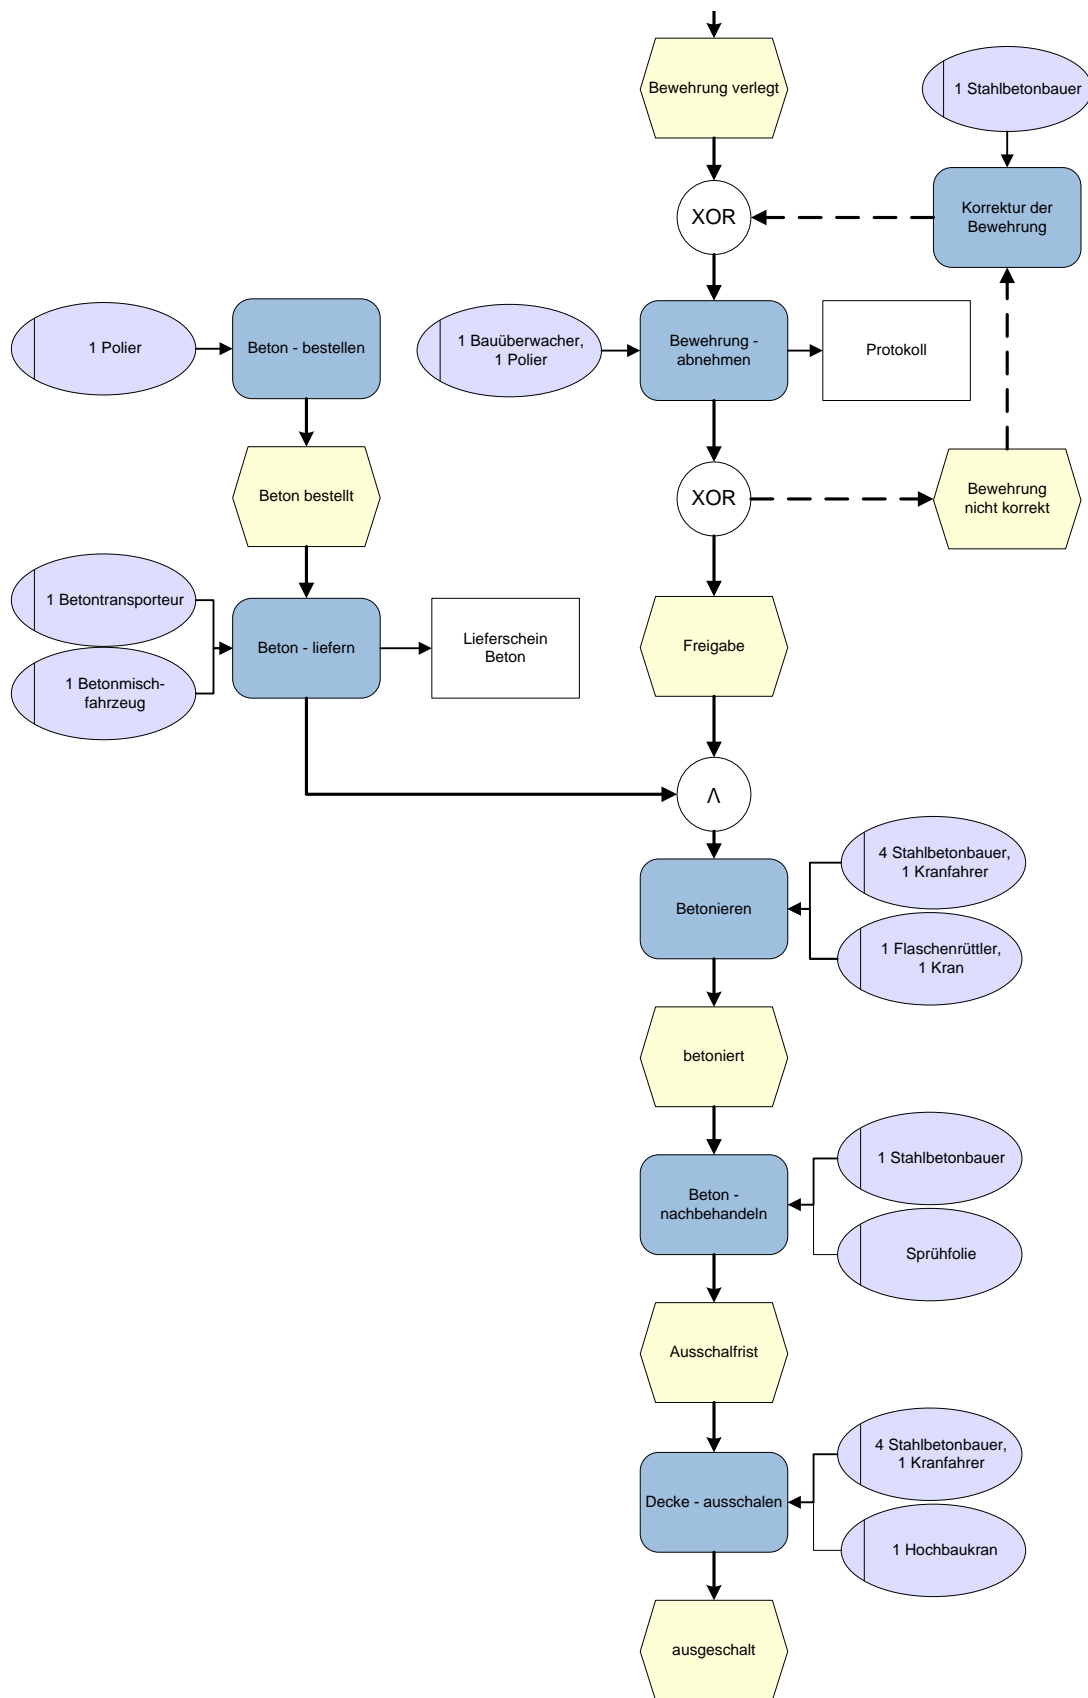 Bewehrung verlegt
1 Stahlbetonbauer
XOR
Korrektur der
Bewehrung
1 Polier
Beton - bestellen
1 Bauüberwacher,
1 Polier
Bewehrung -
abnehmen
Protokoll
Beton bestellt
XOR
Bewehrung
nicht korrekt
1 Betontransporteur
1 Betonmisch-
fahrzeug
Beton - liefern
Lieferschein
Beton
Freigabe
Λ
Betonieren
4 Stahlbetonbauer,
1 Kranfahrer
1 Flaschenrüttler,
1 Kran
betoniert
Beton -
nachbehandeln
1 Stahlbetonbauer
Sprühfolie
Ausschalfrist
Decke - ausschalen
4 Stahlbetonbauer,
1 Kranfahrer
1 Hochbaukran
ausgeschalt